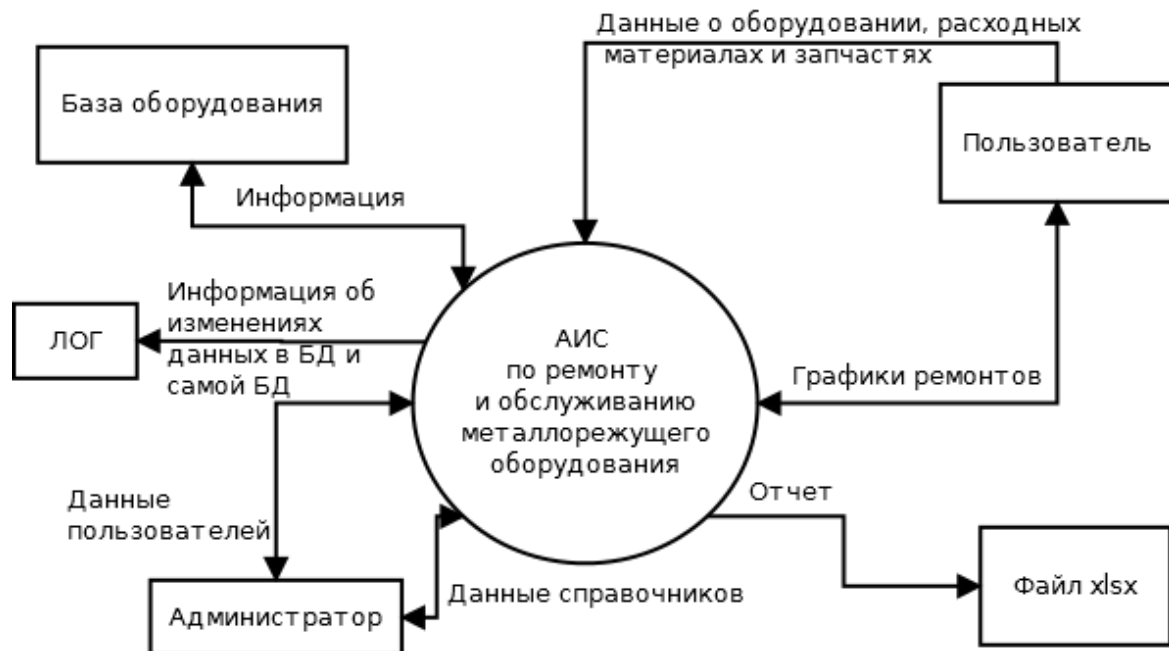 Данные о оборудовании, расходных
материалах и запчастях
База оборудования
Пользователь
Информация
Информация об
изменениях
данных в БД и
самой БД
ЛОГ
АИС
по ремонту
и обслуживанию
металлорежущего
оборудования
Графики ремонтов
Данные
пользователей
Отчет
Администратор
Данные справочников
Файл xlsx